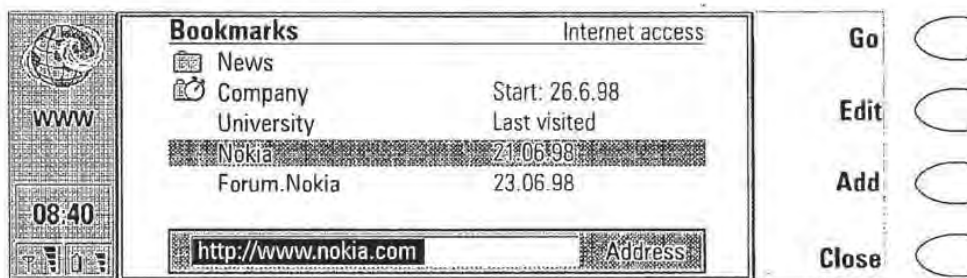 Bookmarks Internet access
News
Company Start: 26.6.98
University Last visited
Nokia 21.06.98
Forum.Nokia 23.06.98
http://www.nokia.com Address
WWW
08:40
Go
Edit
Add
Close